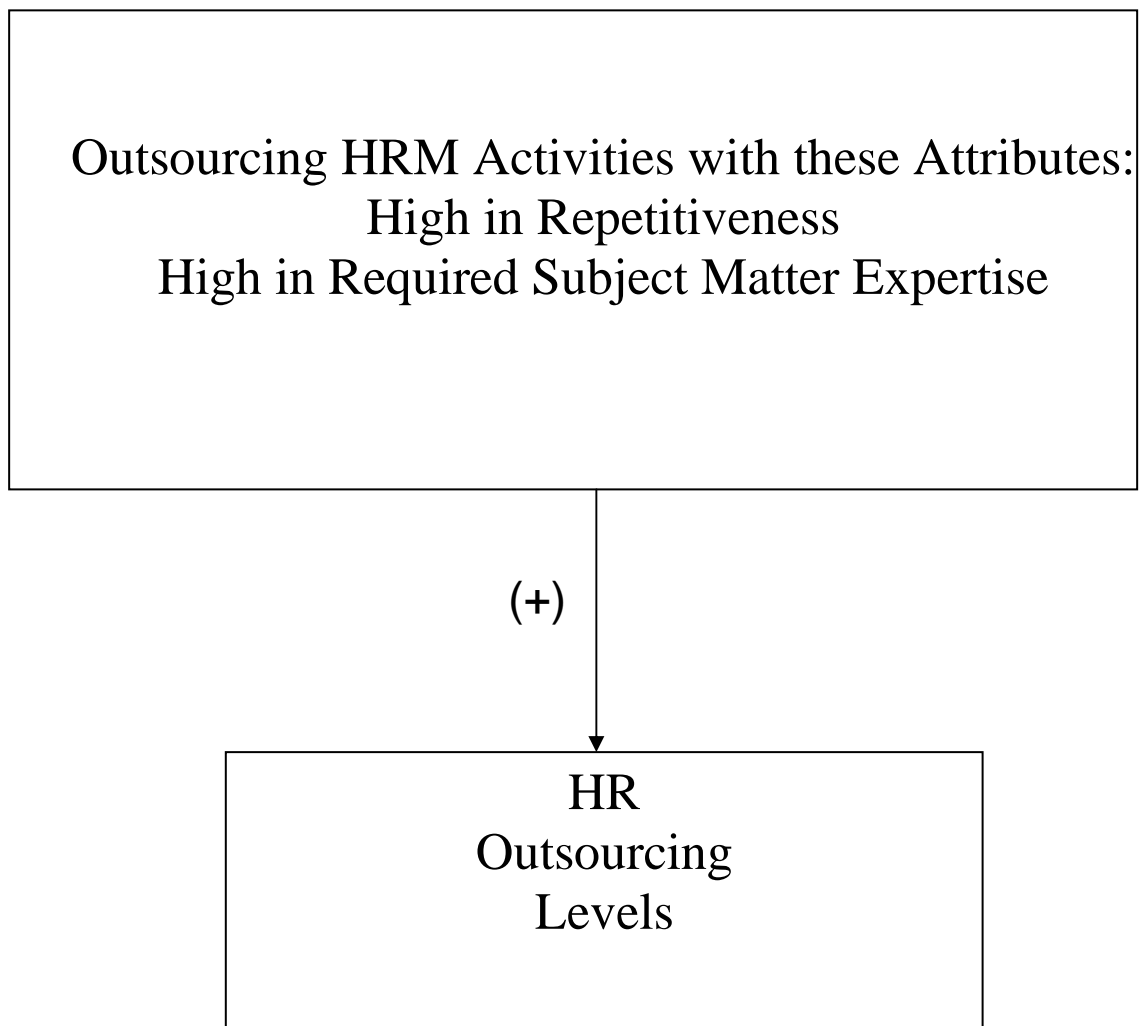 Outsourcing HRM Activities with these Attributes:
High in Repetitiveness
High in Required Subject Matter Expertise
(+)
HR
Outsourcing
Levels